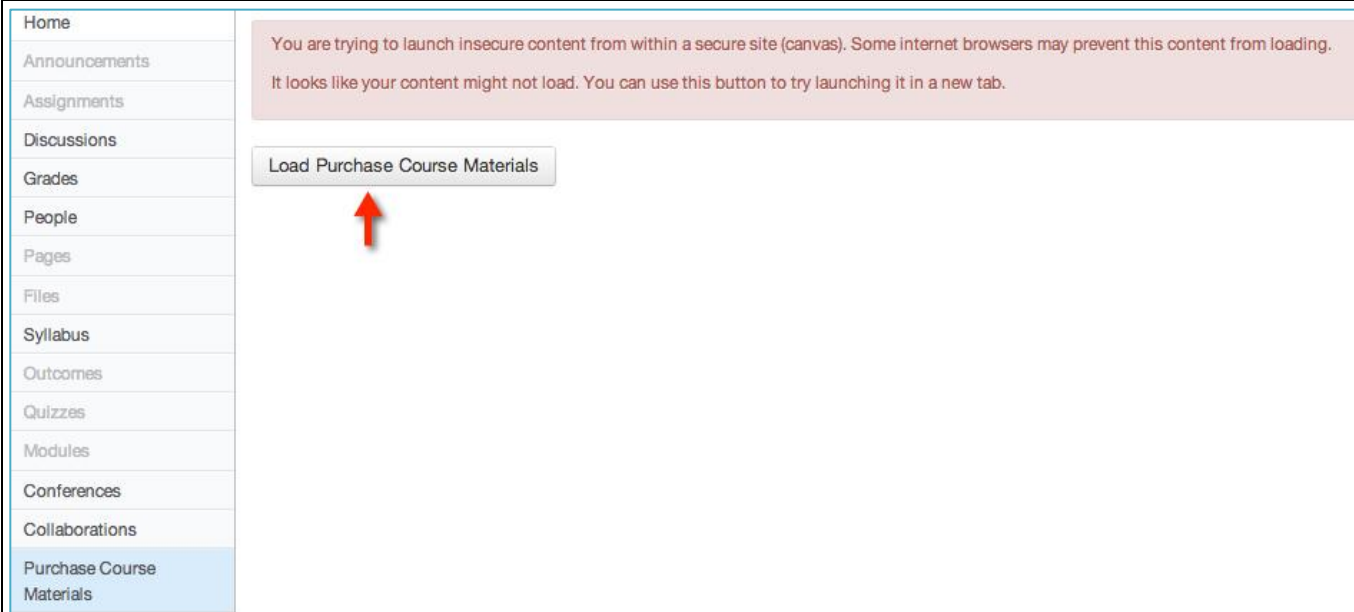 Home
Announcements
Assignments
Discussions
Grades
People
Pages
Files
Syllabus
Outcomes
Quizzes
Modules
Conferences
Collaborations
Purchase Course
Materials
You are trying to launch insecure content from within a secure site (canvas). Some internet browsers may prevent this content from loading.
It looks like your content might not load. You can use this button to try launching it in a new tab.
Load Purchase Course Materials